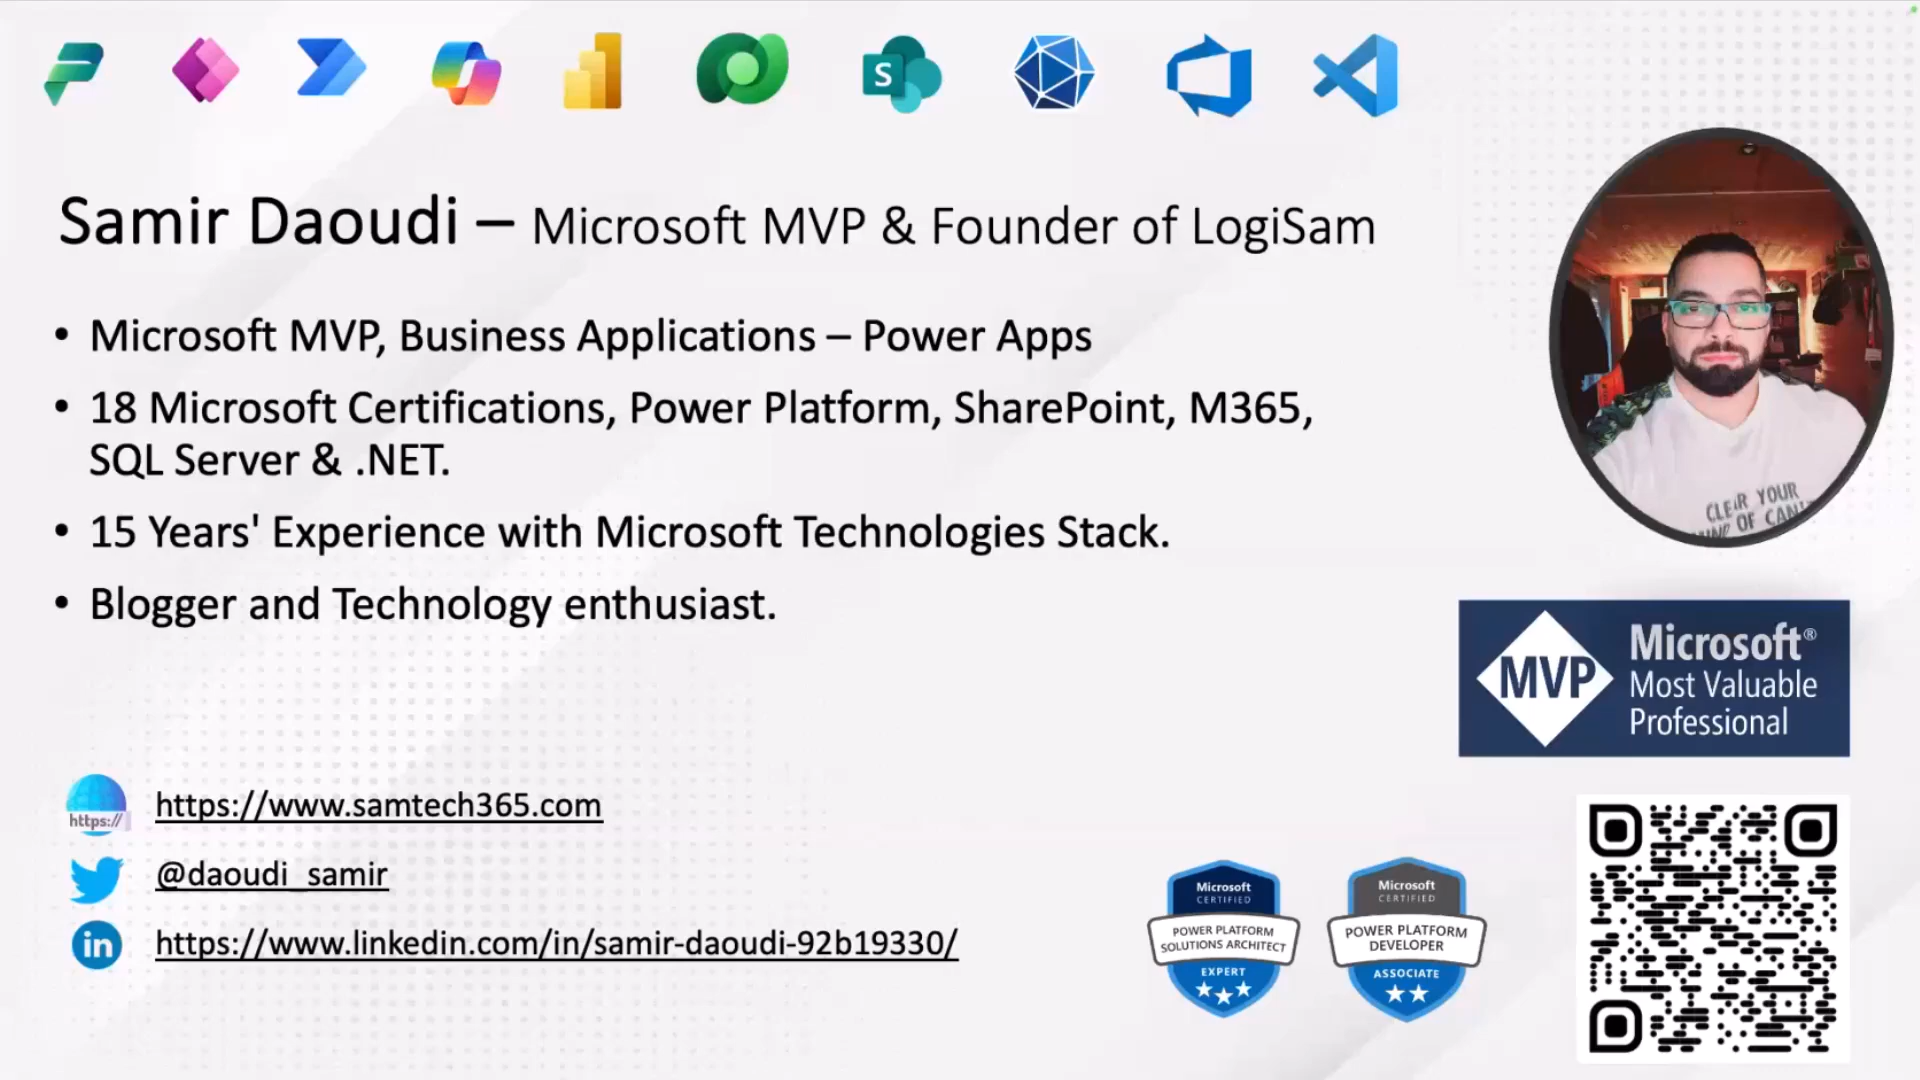 Samir Daoudi – Microsoft MVP & Founder of LogiSam
• Microsoft MVP, Business Applications – Power Apps
• 18 Microsoft Certifications, Power Platform, SharePoint, M365,
SQL Server & .NET.
• 15 Years' Experience with Microsoft Technologies Stack.
• Blogger and Technology enthusiast.
S
CLEAR YOUR
OF
MVP
Microsoft®
Most Valuable
Professional
https://
https://www.samtech365.com
@daoudi_samir
in
https://www.linkedin.com/in/samir-daoudi-92b19330/
Microsoft
CERTIFIED
POWER PLATFORM
SOLUTIONS ARCHITECT
EXPERT
Microsoft
CERTIFIED
POWER PLATFORM
DEVELOPER
ASSOCIATE